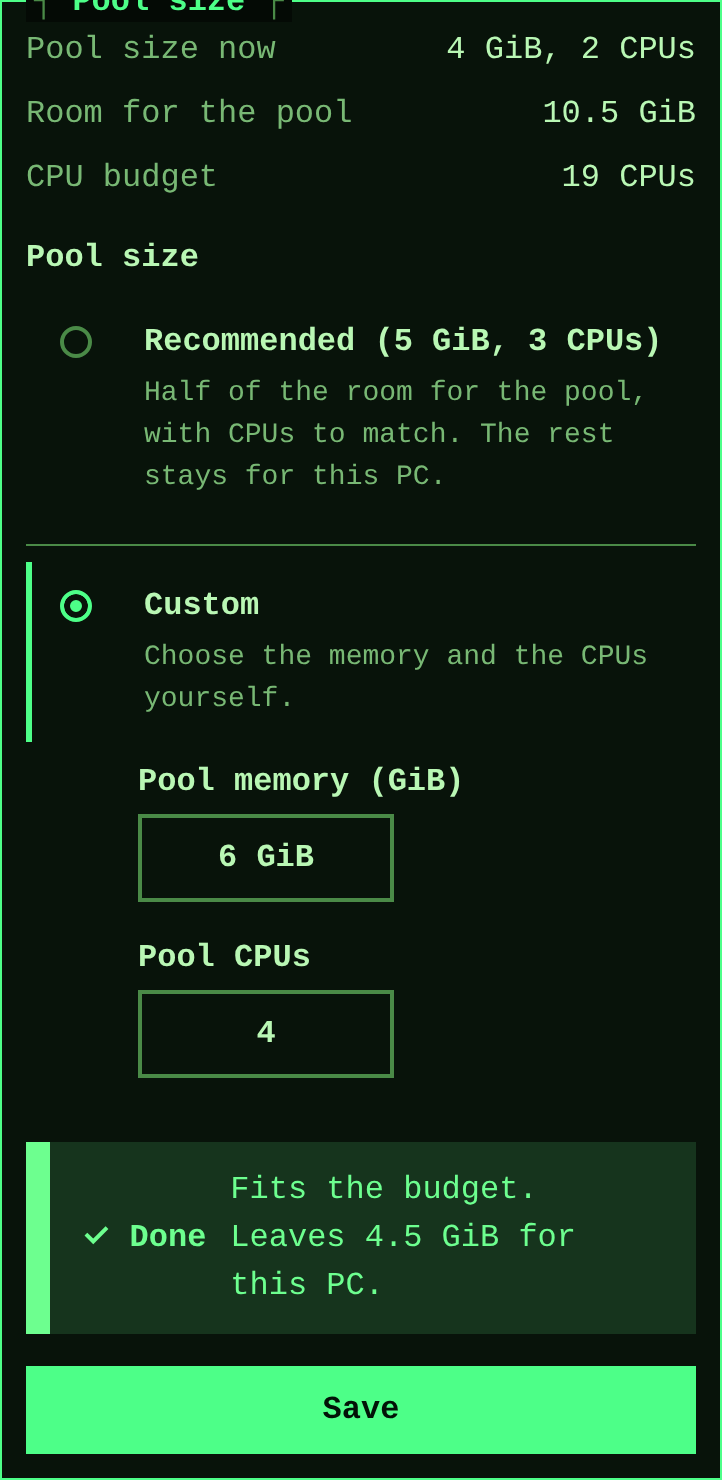 Pool size
Pool size now 4 GiB, 2 CPUs
Room for the pool 10.5 GiB
CPU budget 19 CPUs
Pool size
Recommended (5 GiB, 3 CPUs)
Half of the room for the pool,
with CPUs to match. The rest
stays for this PC.
Custom
Choose the memory and the CPUs
yourself.
Pool memory (GiB)
6 GiB
Pool CPUs
4
Fits the budget.
✓ Done Leaves 4.5 GiB for
this PC.
Save